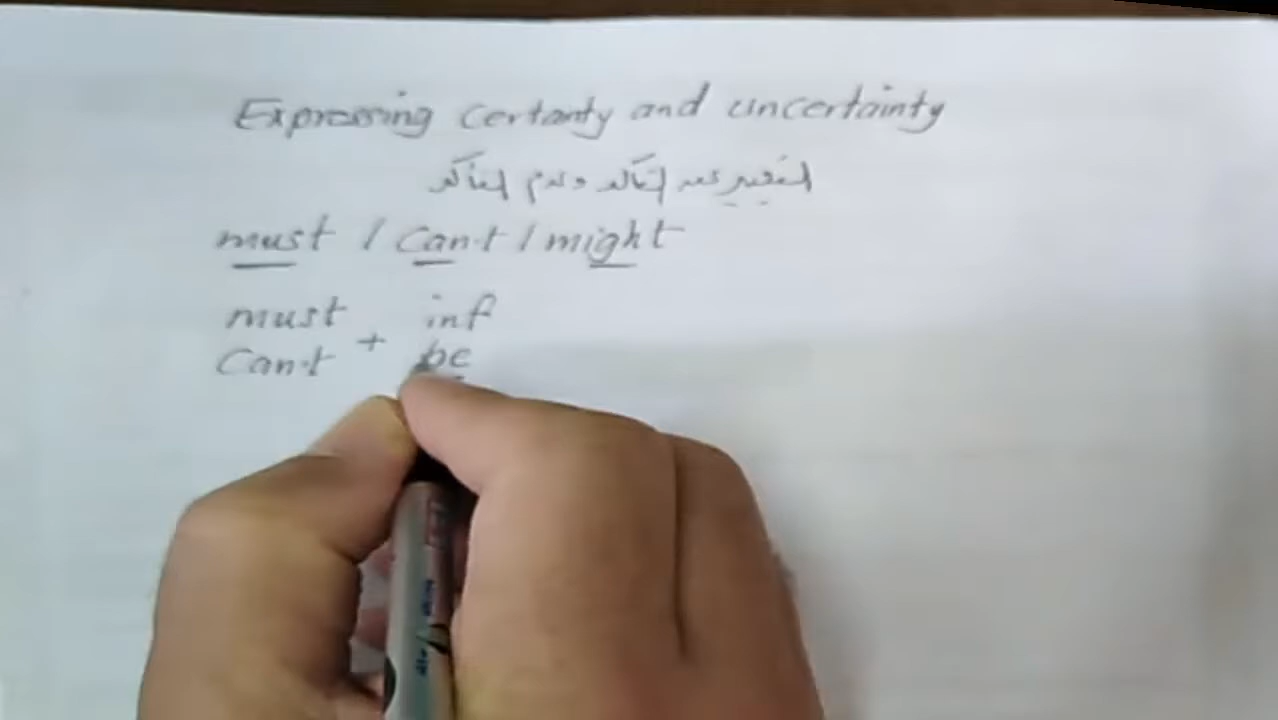 Expressing certanty and uncertainty
التعبير عن التأكد وعدم التأكد
must / can't / might
must inf
can't + be